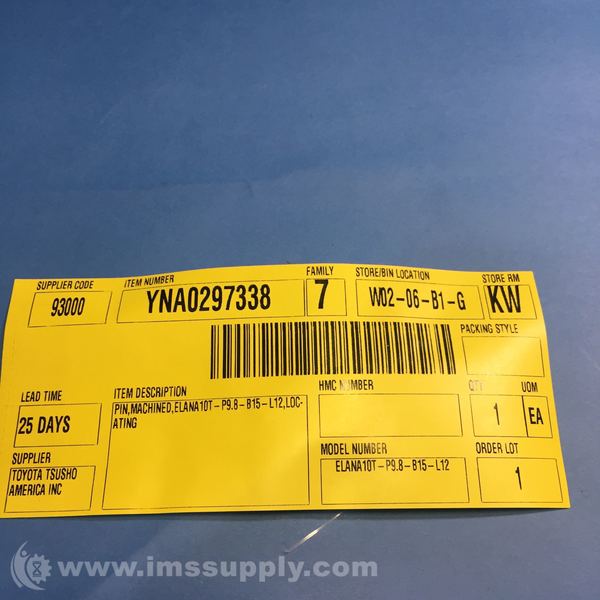 SUPPLIER CODE
93000
ITEM NUMBER
YNA0297338
FAMILY
7
STORE/BIN LOCATION
W02-06-B1-G
STORE RM
KW
PACKING STYLE
LEAD TIME
25 DAYS
ITEM DESCRIPTION
PIN,MACHINED,ELANA10T-P9.8-B15-L12,LOC-
ATING
HMC NUMBER
QTY
1
UOM
EA
SUPPLIER
TOYOTA TSUSHO
AMERICA INC
MODEL NUMBER
ELANA10T-P9.8-B15-L12
ORDER LOT
1
www.imssupply.com